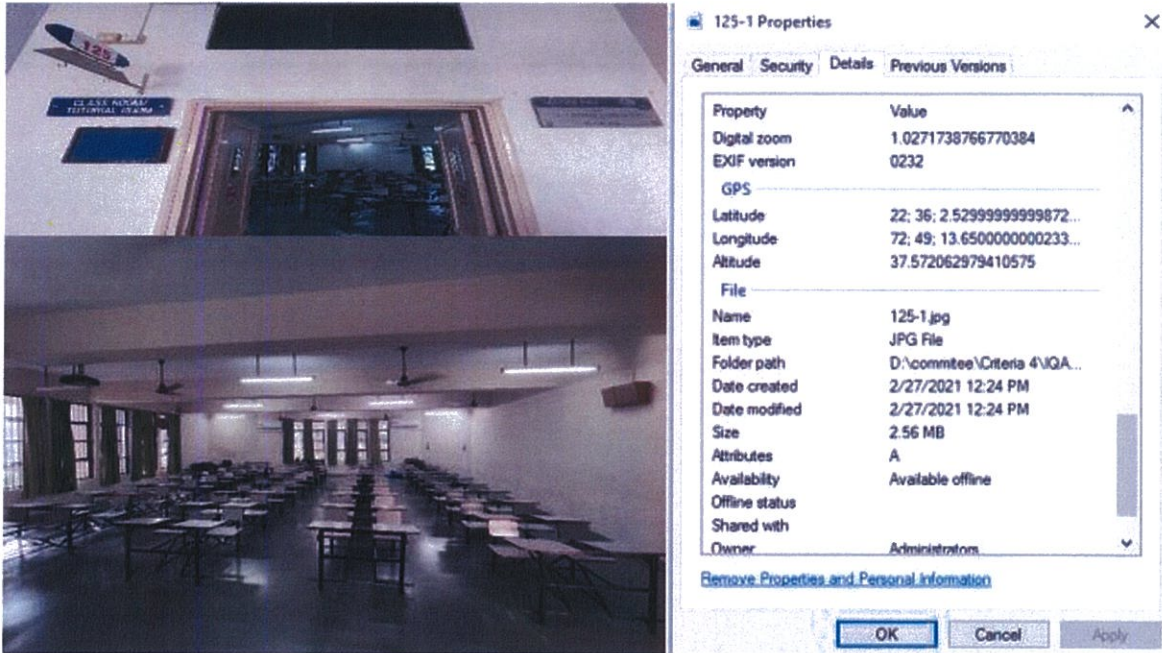 125
CLASS ROOM/
TUTORIAL ROOM
125-1 Properties
General Security Details Previous Versions
Property Value
Digital zoom 1.0271738766770384
EXIF version 0232
GPS
Latitude 22; 36; 2.52999999999872...
Longitude 72; 49; 13.6500000000233...
Altitude 37.572062979410575
File
Name 125-1.jpg
Item type JPG File
Folder path D:\commitee\Criteria 4\IQA...
Date created 2/27/2021 12:24 PM
Date modified 2/27/2021 12:24 PM
Size 2.56 MB
Attributes A
Availability Available offline
Offline status
Shared with
Owner Administrators
Remove Properties and Personal Information
OK Cancel Apply